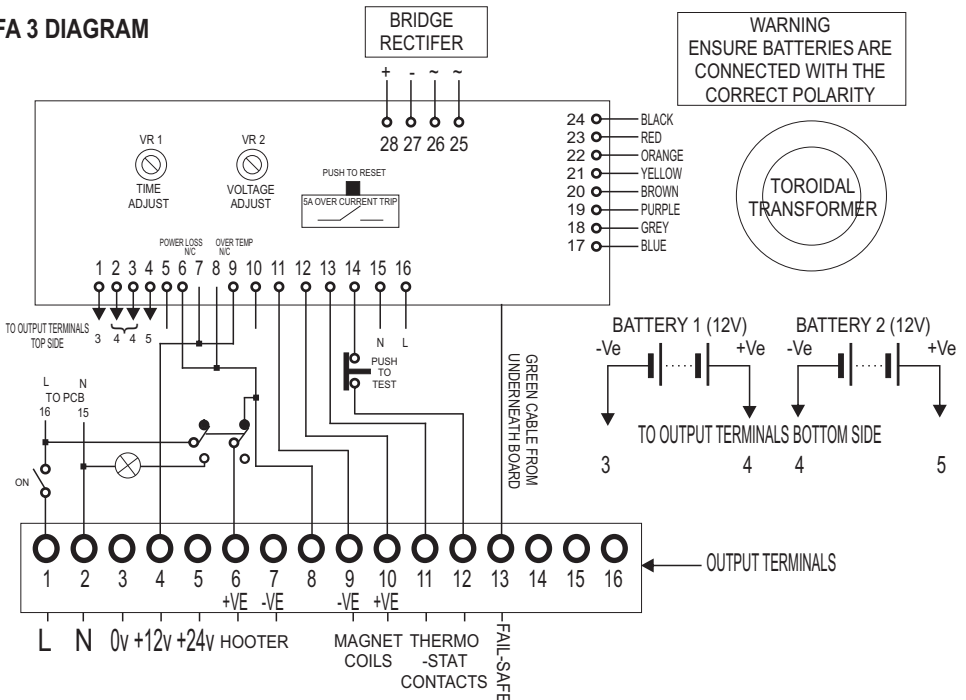 FA 3 DIAGRAM
BRIDGE
RECTIFER
WARNING
ENSURE BATTERIES ARE
CONNECTED WITH THE
CORRECT POLARITY
+ - ~ ~
28 27 26 25
VR 1
TIME
ADJUST
VR 2
VOLTAGE
ADJUST
PUSH TO RESET
5A OVER CURRENT TRIP
24 BLACK
23 RED
22 ORANGE
21 YELLOW
20 BROWN
19 PURPLE
18 GREY
17 BLUE
TOROIDAL
TRANSFORMER
POWER LOSS
N/C
OVER TEMP
N/C
1 2 3 4 5 6 7 8 9 10 11 12 13 14 15 16
TO OUTPUT TERMINALS
TOP SIDE
3 4 4 5
N L
PUSH
TO
TEST
GREEN CABLE FROM
UNDERNEATH BOARD
BATTERY 1 (12V)
-Ve +Ve
BATTERY 2 (12V)
-Ve +Ve
TO OUTPUT TERMINALS BOTTOM SIDE
3 4 4 5
L N
TO PCB
16 15
ON
1 2 3 4 5 6 7 8 9 10 11 12 13 14 15 16
+VE -VE -VE +VE
OUTPUT TERMINALS
L N 0v +12v +24v HOOTER
MAGNET
COILS
THERMO
-STAT
CONTACTS
FAIL-SAFE